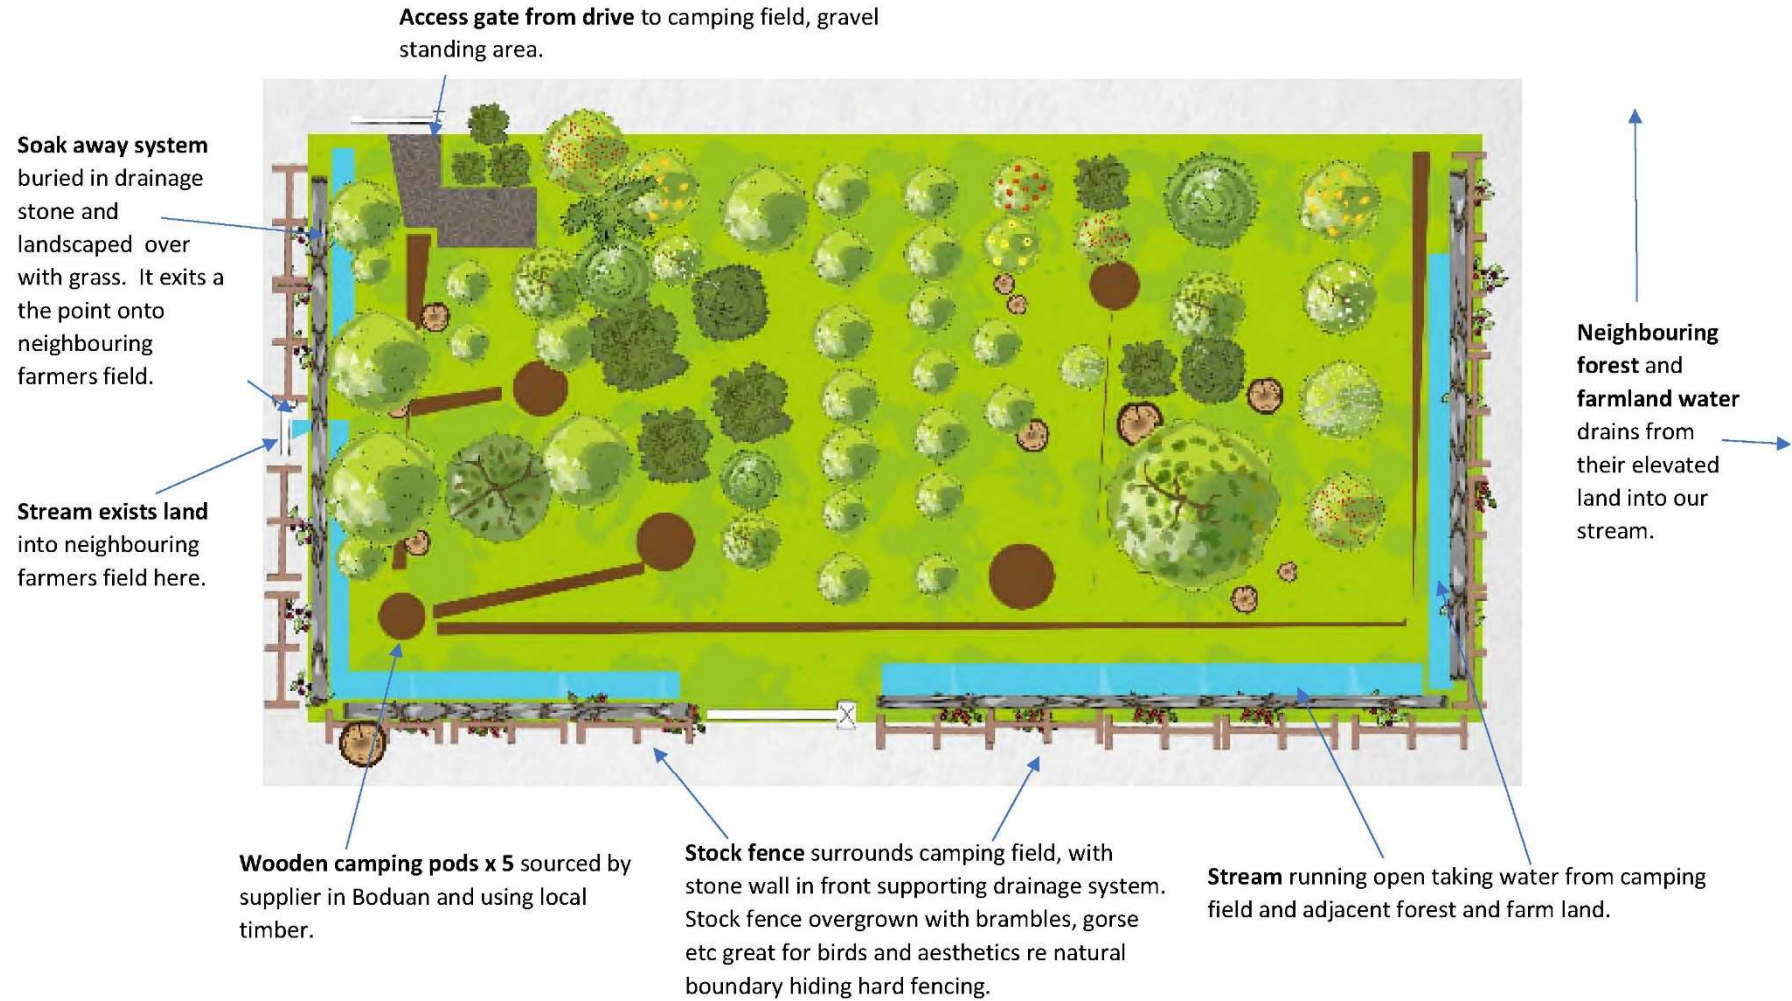 Access gate from drive to camping field, gravel
standing area.
Soak away system
buried in drainage
stone and
landscaped over
with grass. It exits a
the point onto
neighbouring
farmers field.
Stream exists land
into neighbouring
farmers field here.
Neighbouring
forest and
farmland water
drains from
their elevated
land into our
stream.
Wooden camping pods x 5 sourced by
supplier in Boduan and using local
timber.
Stock fence surrounds camping field, with
stone wall in front supporting drainage system.
Stock fence overgrown with brambles, gorse
etc great for birds and aesthetics re natural
boundary hiding hard fencing.
Stream running open taking water from camping
field and adjacent forest and farm land.